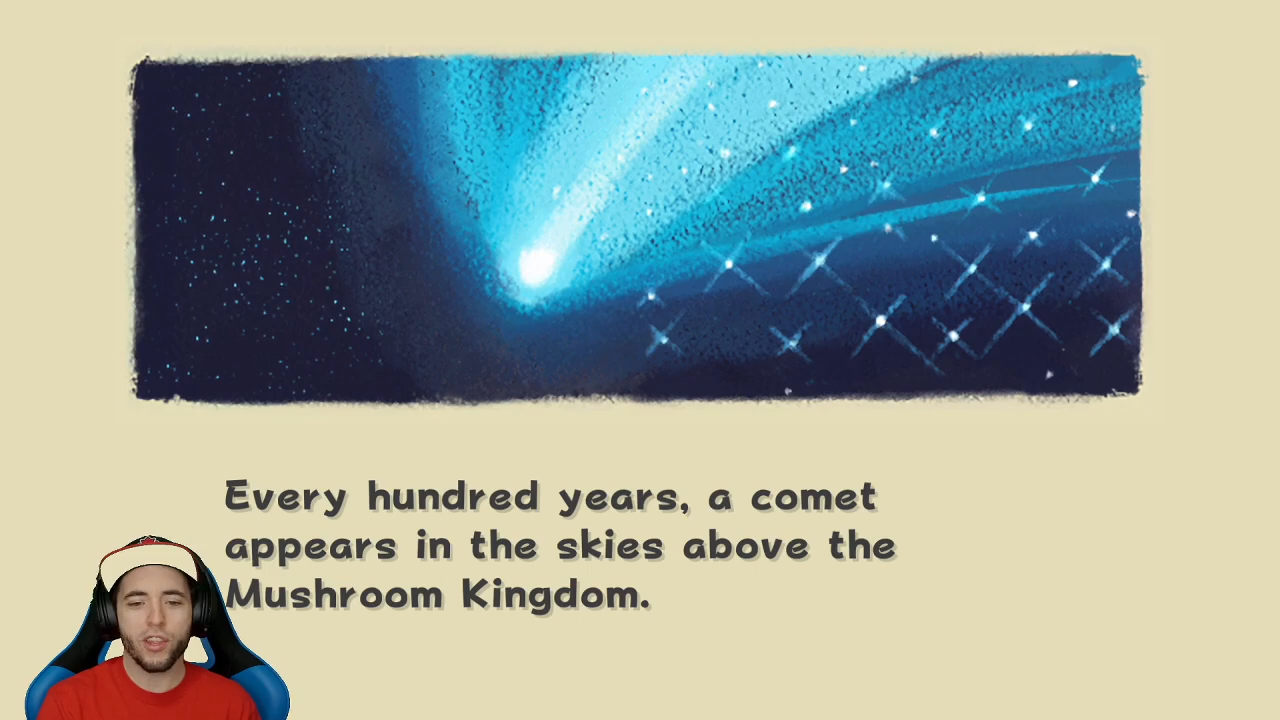 Every hundred years, a comet
appears in the skies above the
Mushroom Kingdom.